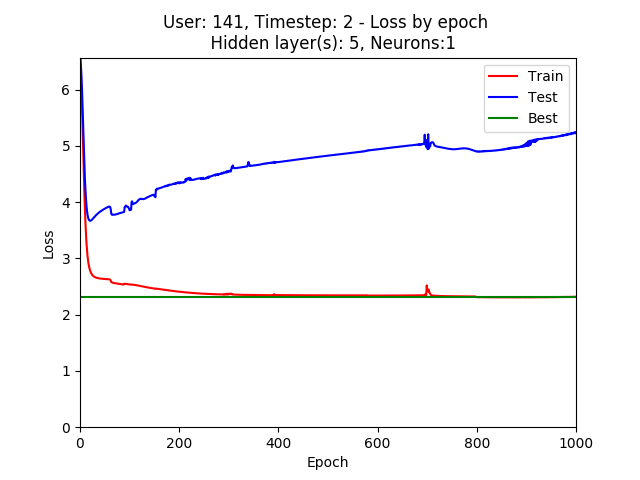 User: 141, Timestep: 2 - Loss by epoch
Hidden layer(s): 5, Neurons:1
Train
Test
Best
6
5
4
3
2
1
0
Loss
0
200
400
600
800
1000
Epoch